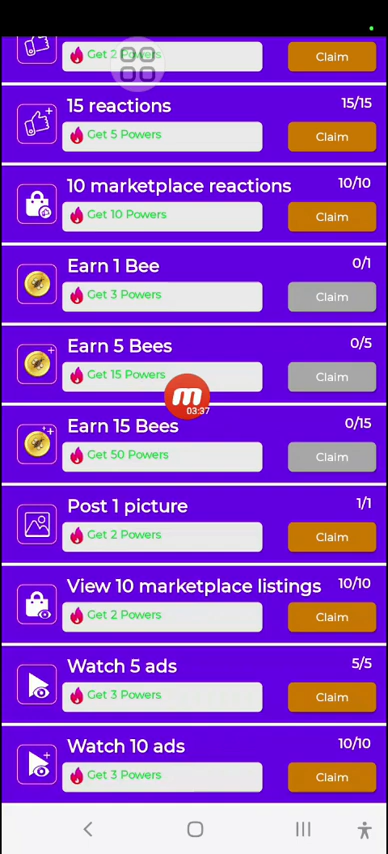 Get 2 Powers
Claim
15 reactions
15/15
Get 5 Powers
Claim
10 marketplace reactions
10/10
Get 10 Powers
Claim
Earn 1 Bee
0/1
Get 3 Powers
Claim
Earn 5 Bees
0/5
Get 15 Powers
Claim
03:37
Earn 15 Bees
0/15
Get 50 Powers
Claim
Post 1 picture
1/1
Get 2 Powers
Claim
View 10 marketplace listings
10/10
Get 2 Powers
Claim
Watch 5 ads
5/5
Get 3 Powers
Claim
Watch 10 ads
10/10
Get 3 Powers
Claim